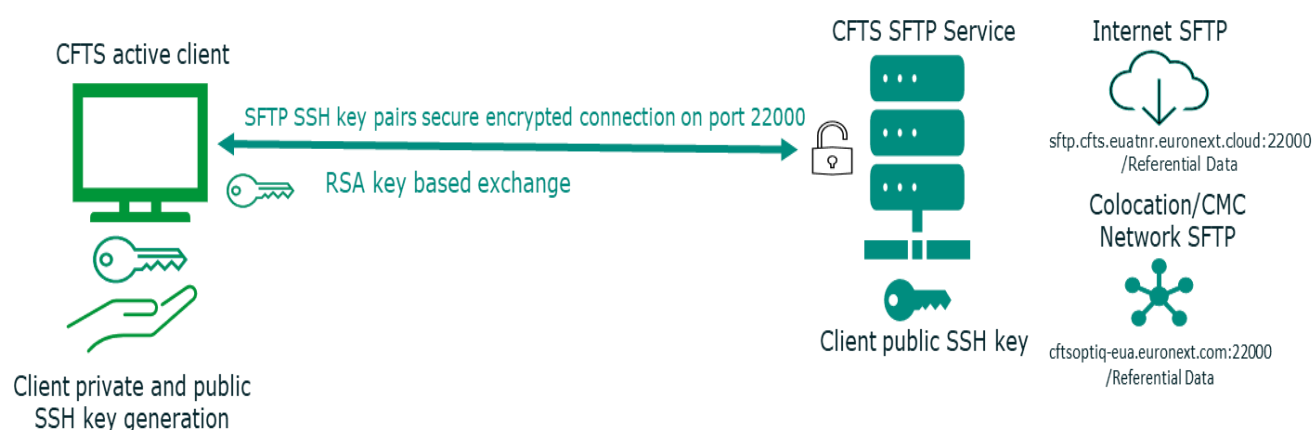 CFTS active client
SFTP SSH key pairs secure encrypted connection on port 22000
RSA key based exchange
Client private and public
SSH key generation
CFTS SFTP Service
Client public SSH key
Internet SFTP
sftp.cfts.euatnr.euronext.cloud:22000
/Referential Data
Colocation/CMC
Network SFTP
cftsoptiq-eua.euronext.com:22000
/Referential Data